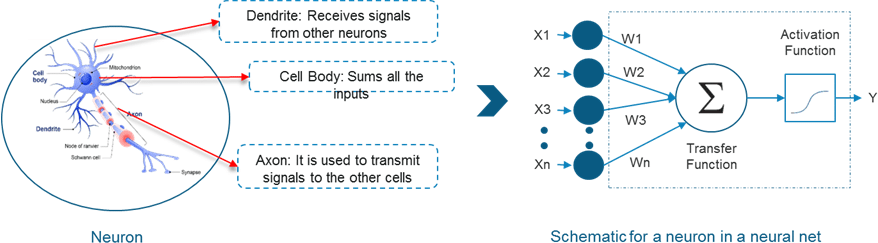 Dendrite: Receives signals
from other neurons
Cell Body: Sums all the
inputs
Axon: It is used to transmit
signals to the other cells
Mitochondrion
Cell
body
Nucleus
Axon
Dendrite
Node of ranvier
Schwann cell
Synapse
Neuron
X1
X2
X3
Xn
W1
W2
W3
Wn
Σ
Transfer
Function
Activation
Function
Y
Schematic for a neuron in a neural net